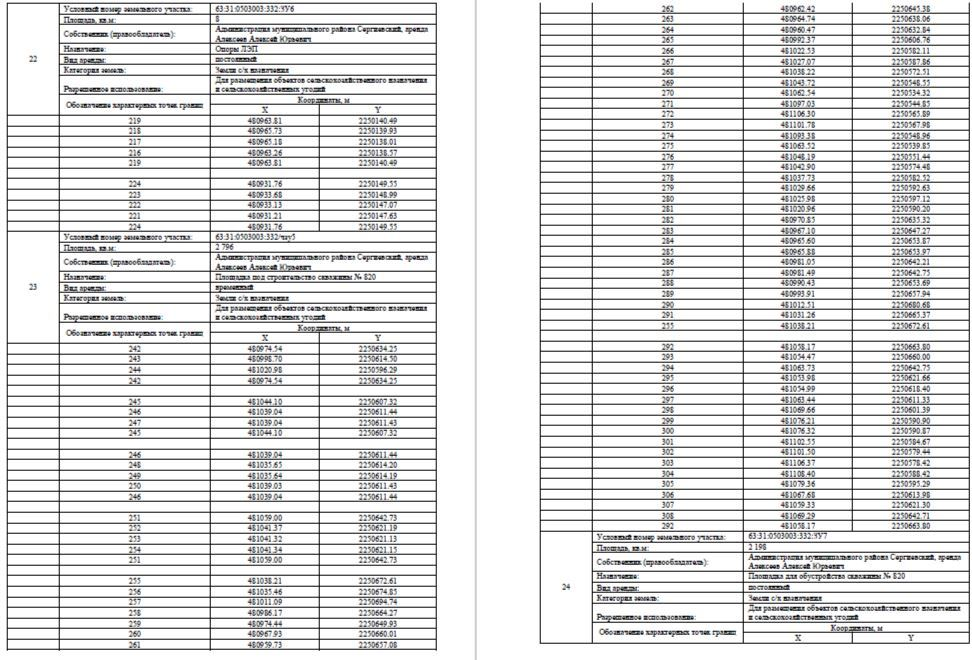 22
Условный номер земельного участка: 63:31:0503003:332:ЗУ6
Площадь, кв.м: 8
Собственник (правообладатель): Администрация муниципального района Сергиевский, аренда
Алексеев Алексей Юрьевич
Назначение: Опоры ЛЭП
Вид аренды: постоянный
Категория земель: Земли с/х назначения
Разрешенное использование: Для размещения объектов сельскохозяйственного назначения
и сельскохозяйственных угодий
Обозначение характерных точек границ Координаты, м
X Y
219 480963.81 2250140.49
218 480965.73 2250139.93
217 480965.18 2250138.01
216 480963.26 2250138.57
219 480963.81 2250140.49
224 480931.76 2250149.55
223 480933.68 2250148.99
222 480933.13 2250147.07
221 480931.21 2250147.63
224 480931.76 2250149.55
23
Условный номер земельного участка: 63:31:0503003:332/чзу5
Площадь, кв.м: 2 796
Собственник (правообладатель): Администрация муниципального района Сергиевский, аренда
Алексеев Алексей Юрьевич
Назначение: Площадка под строительство скважины № 820
Вид аренды: временный
Категория земель: Земли с/х назначения
Разрешенное использование: Для размещения объектов сельскохозяйственного назначения
и сельскохозяйственных угодий
Обозначение характерных точек границ Координаты, м
X Y
242 480974.54 2250634.25
243 480998.70 2250614.50
244 481020.98 2250596.29
242 480974.54 2250634.25
245 481044.10 2250607.32
246 481039.04 2250611.44
247 481039.04 2250611.43
245 481044.10 2250607.32
246 481039.04 2250611.44
248 481035.65 2250614.20
249 481035.64 2250614.19
250 481039.03 2250611.43
246 481039.04 2250611.44
251 481059.00 2250642.73
252 481041.37 2250621.19
253 481041.32 2250621.13
254 481041.34 2250621.15
251 481059.00 2250642.73
255 481038.21 2250672.61
256 481035.46 2250674.85
257 481011.09 2250694.74
258 480986.17 2250664.27
259 480974.44 2250649.93
260 480967.93 2250660.01
261 480959.73 2250657.08
262 480962.42 2250645.38
263 480964.74 2250638.06
264 480960.47 2250632.84
265 480992.37 2250606.76
266 481022.53 2250582.11
267 481027.07 2250587.86
268 481038.22 2250572.51
269 481043.72 2250548.55
270 481062.54 2250534.32
271 481097.03 2250544.85
272 481106.30 2250565.89
273 481101.78 2250567.98
274 481093.38 2250548.96
275 481063.52 2250539.85
276 481048.19 2250551.44
277 481042.90 2250574.48
278 481037.73 2250582.52
279 481029.66 2250592.63
280 481025.98 2250597.12
281 481020.96 2250590.20
282 480970.85 2250635.32
283 480967.10 2250647.27
284 480965.60 2250653.87
285 480965.88 2250653.97
286 480981.05 2250642.21
287 480981.49 2250642.75
288 480990.43 2250653.69
289 480993.91 2250657.94
290 481012.51 2250680.68
291 481031.26 2250665.37
255 481038.21 2250672.61
292 481058.17 2250663.80
293 481054.47 2250660.00
294 481063.73 2250642.75
295 481053.98 2250621.66
296 481054.99 2250618.40
297 481063.44 2250611.33
298 481069.66 2250601.39
299 481076.21 2250590.90
300 481076.32 2250590.87
301 481102.55 2250584.67
302 481101.50 2250579.44
303 481106.37 2250578.42
304 481108.40 2250588.42
305 481079.36 2250595.29
306 481067.68 2250613.98
307 481059.33 2250621.30
308 481069.29 2250642.71
292 481058.17 2250663.80
24
Условный номер земельного участка: 63:31:0503003:332:ЗУ7
Площадь, кв.м: 2 198
Собственник (правообладатель): Администрация муниципального района Сергиевский, аренда
Алексеев Алексей Юрьевич
Назначение: Площадка для обустройства скважины № 820
Вид аренды: постоянный
Категория земель: Земли с/х назначения
Разрешенное использование: Для размещения объектов сельскохозяйственного назначения
и сельскохозяйственных угодий
Обозначение характерных точек границ Координаты, м
X Y